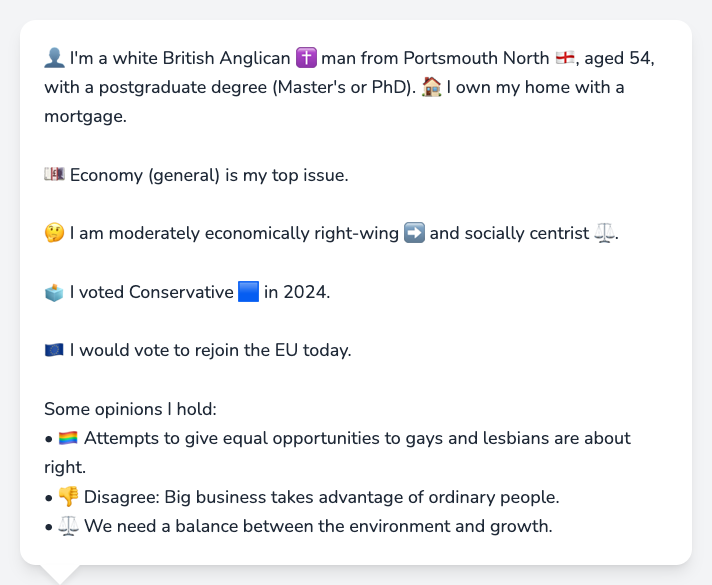 👤 I'm a white British Anglican ✝️ man from Portsmouth North 🏴󠁧󠁢󠁥󠁮󠁧󠁿, aged 54,
with a postgraduate degree (Master's or PhD). 🏠 I own my home with a
mortgage.
💷 Economy (general) is my top issue.
🤔 I am moderately economically right-wing ➡️ and socially centrist ⚖️.
🗳️ I voted Conservative 🟦 in 2024.
🇪🇺 I would vote to rejoin the EU today.
Some opinions I hold:
• 🏳️‍🌈 Attempts to give equal opportunities to gays and lesbians are about
right.
• 👎 Disagree: Big business takes advantage of ordinary people.
• ⚖️ We need a balance between the environment and growth.